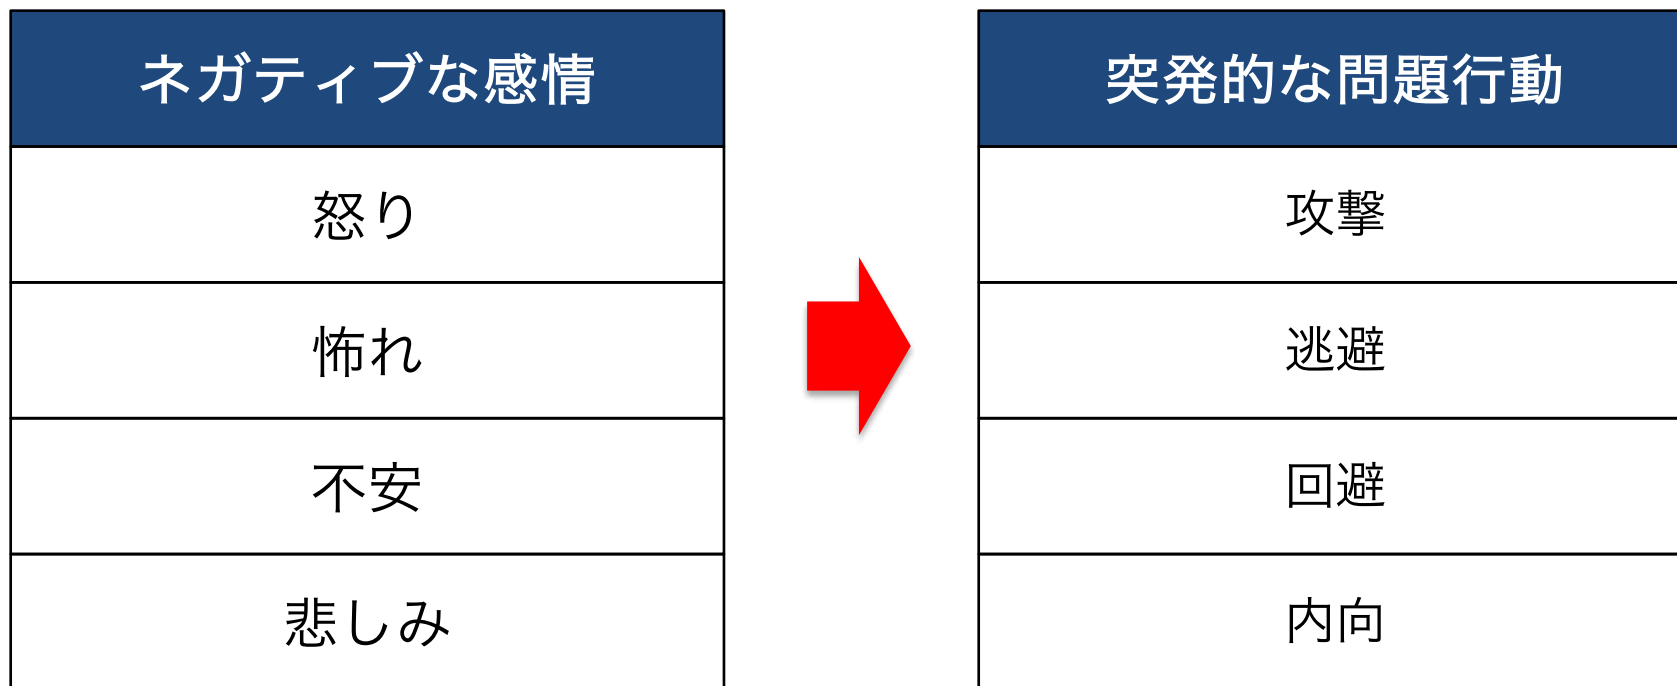 ネガティブな感情
怒り
怖れ
不安
悲しみ
突発的な問題行動
攻撃
逃避
回避
内向